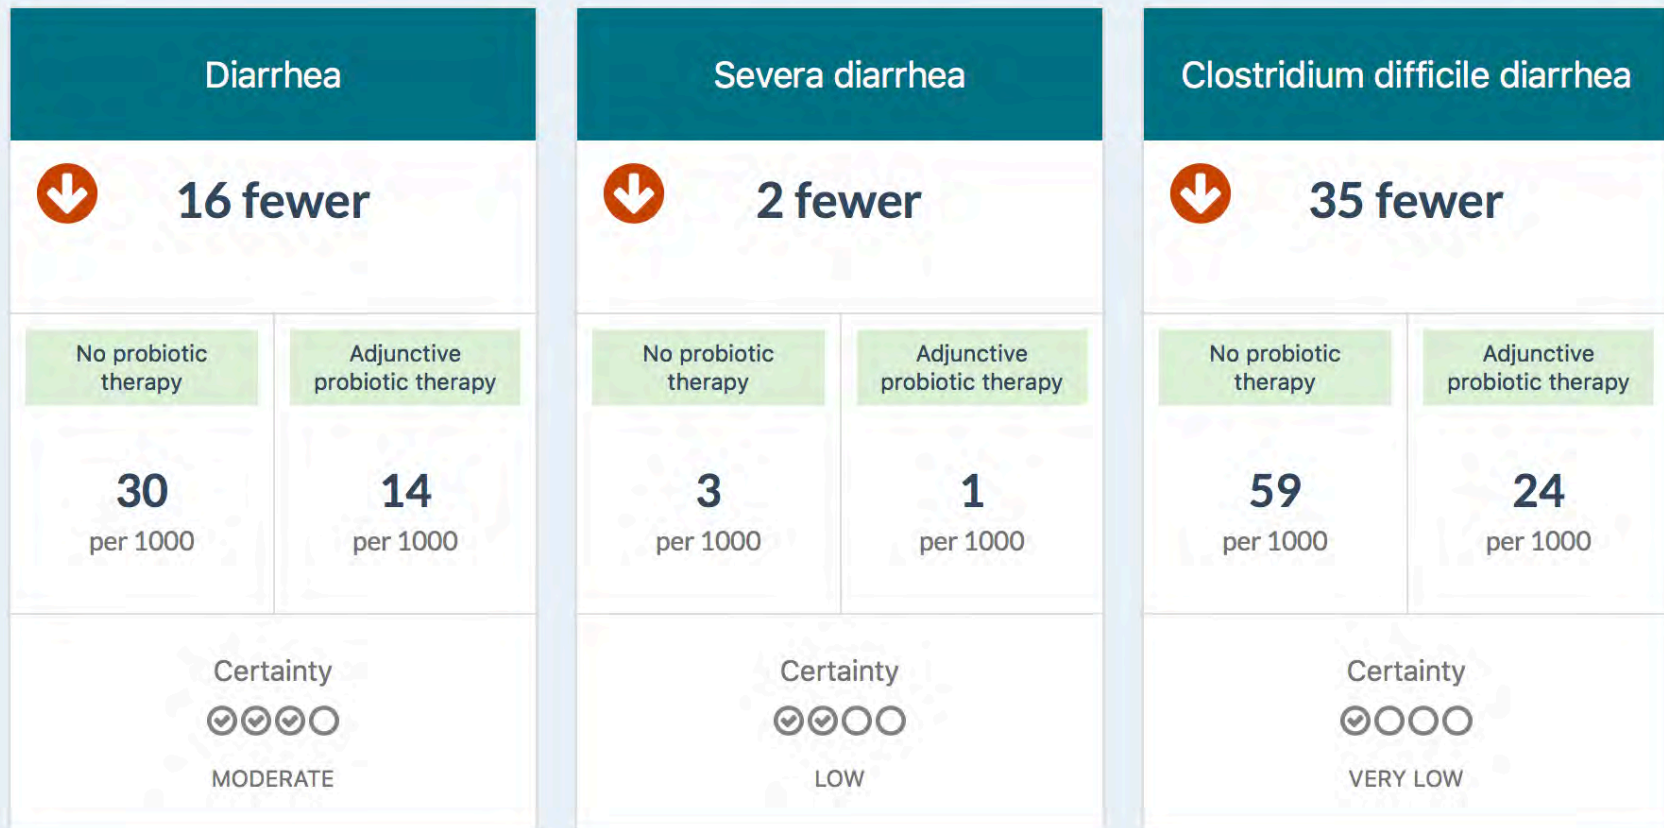 Diarrhea
16 fewer
No probiotic
therapy
Adjunctive
probiotic therapy
30
per 1000
14
per 1000
Certainty
MODERATE
Severa diarrhea
2 fewer
No probiotic
therapy
Adjunctive
probiotic therapy
3
per 1000
1
per 1000
Certainty
LOW
Clostridium difficile diarrhea
35 fewer
No probiotic
therapy
Adjunctive
probiotic therapy
59
per 1000
24
per 1000
Certainty
VERY LOW